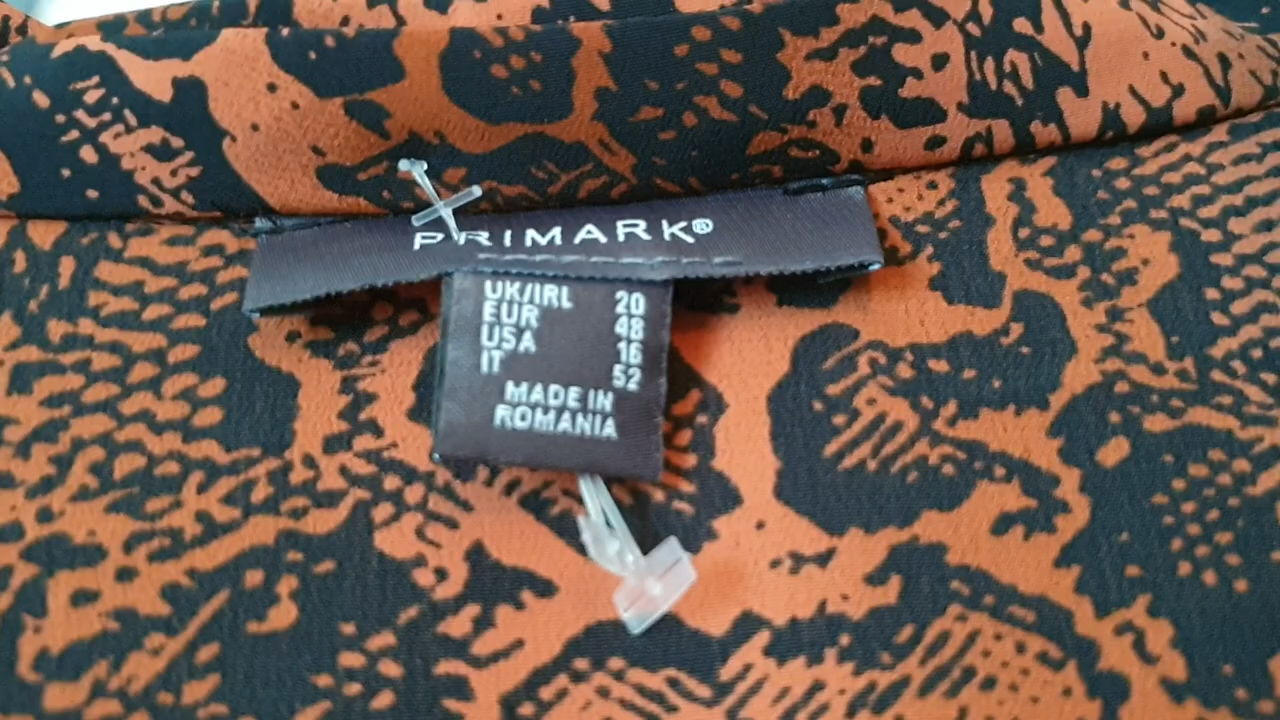 PRIMARK®
UK/IRL 20
EUR 48
USA 16
IT 52
MADE IN
ROMANIA